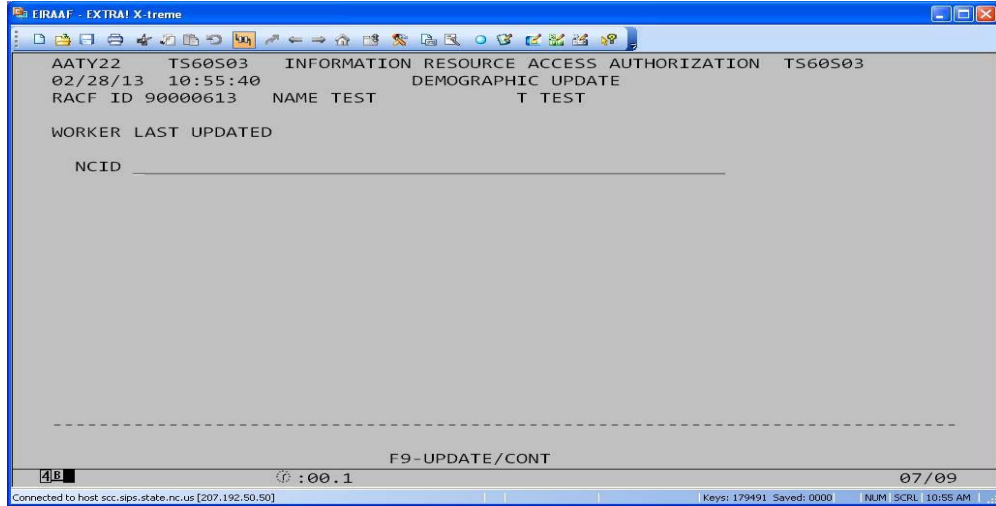 EIRAAF - EXTRA! X-treme
AATY22 TS60S03 INFORMATION RESOURCE ACCESS AUTHORIZATION TS60S03
02/28/13 10:55:40 DEMOGRAPHIC UPDATE
RACF ID 90000613 NAME TEST T TEST
WORKER LAST UPDATED
NCID _
F9-UPDATE/CONT
4B :00.1 07/09
Connected to host scc.sips.state.nc.us [207.192.50.50] Keys: 179491 Saved: 0000 NUM SCRL 10:55 AM